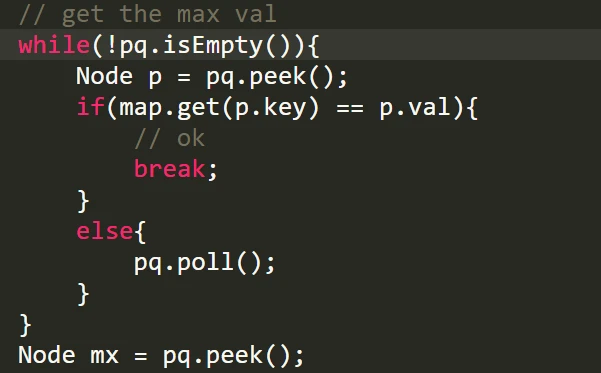 // get the max val
while(!pq.isEmpty()){
    Node p = pq.peek();
    if(map.get(p.key) == p.val){
        // ok
        break;
    }
    else{
        pq.poll();
    }
}
Node mx = pq.peek();